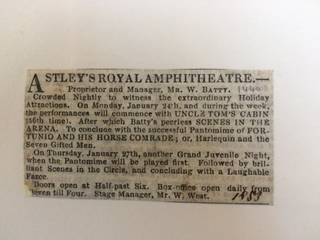 ASTLEY'S ROYAL AMPHITHEATRE.—
Proprietor and Manager, Mr. W. BATTY.
Crowded Nightly to witness the extraordinary Holiday
Attractions. On Monday, January 24th, and during the week,
the performances will commence with UNCLE TOM'S CABIN
(56th time). After which Batty's peerless SCENES IN THE
ARENA. To conclude with the successful Pantomime of FOR-
TUNIO AND HIS HORSE COMRADE; or, Harlequin and the
Seven Gifted Men.
On Thursday, January 27th, another Grand Juvenile Night,
when the Pantomime will be played first. Followed by bril-
liant Scenes in the Circle, and concluding with a Laughable
Farce.
Doors open at Half-past Six. Box-office open daily from
Eleven till Four. Stage Manager, Mr. W. West.
1853